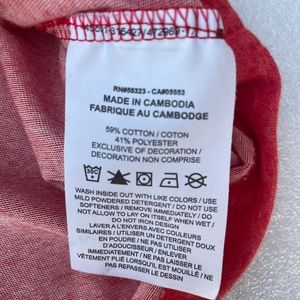 RN#56323 - CA#05553
MADE IN CAMBODIA
FABRIQUE AU CAMBODGE
59% COTTON / COTON
41% POLYESTER
EXCLUSIVE OF DECORATION /
DECORATION NON COMPRISE
WASH INSIDE OUT WITH LIKE COLORS / USE
MILD POWDERED DETERGENT / DO NOT USE
SOFTENERS / REMOVE IMMEDIATELY / DO
NOT ALLOW TO LAY ON ITSELF WHEN WET /
DO NOT IRON DESIGN
LAVER A L'ENVERS AVEC COULEURS
SIMILAIRES / UTILISER UN DETERGENT DOUX
EN POUDRE / NE PAS UTILISER
D'ADOUCISSEUR / ENLEVER
IMMEDIATEMENT / NE PAS LAISSER LE
VÊTEMENT PLIÉ LORSQU'IL EST MOUILLÉ / NE
PAS REPASSER LE DESSIN